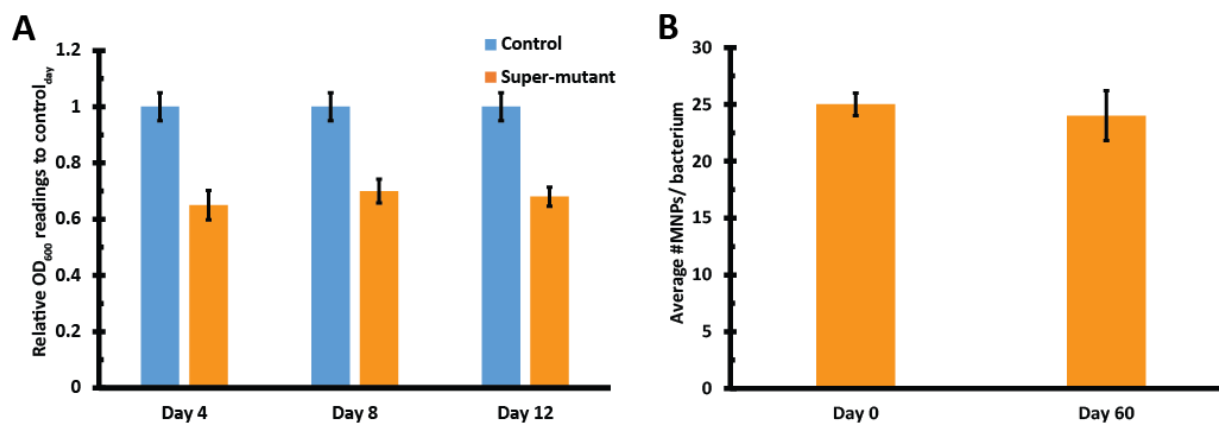 A
Relative OD600 readings to controlday
1.2
1
0.8
0.6
0.4
0.2
0
Control
Super-mutant
Day 4
Day 8
Day 12
B
Average #MNPs/ bacterium
30
25
20
15
10
5
0
Day 0
Day 60